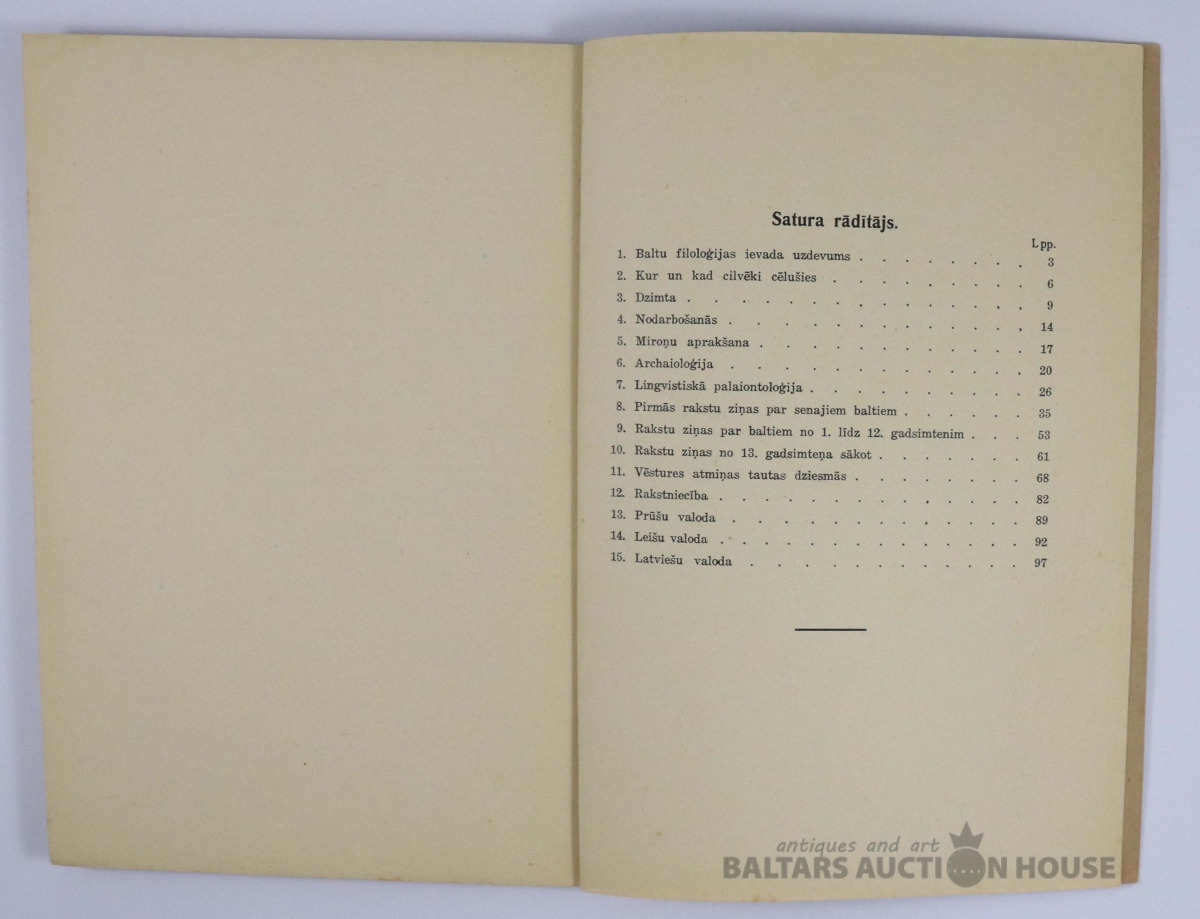 Satura rādītājs.
Lpp.
1. Baltu filoloģijas ievada uzdevums . . . . . . . 3
2. Kur un kad cilvēki cēlušies . . . . . . . . 6
3. Dzimta . . . . . . . . . . . . . 9
4. Nodarbošanās . . . . . . . . . . . . 14
5. Mironu aprakšana . . . . . . . . . . . 17
6. Archaioloģija . . . . . . . . . . . . 20
7. Lingvistiskā palaiontoloģija . . . . . . . . . 26
8. Pirmās rakstu ziņas par senajiem baltiem . . . . . 35
9. Rakstu ziņas par baltiem no 1. līdz 12. gadsimtenim . . . 53
10. Rakstu ziņas no 13. gadsimteņa sākot . . . . . . 61
11. Vēstures atmiņas tautas dziesmās . . . . . . . 68
12. Rakstniecība . . . . . . . . . . . . 82
13. Prūšu valoda . . . . . . . . . . . . 89
14. Leišu valoda . . . . . . . . . . . . 92
15. Latviešu valoda . . . . . . . . . . . 97
antiques and art
BALTARS AUCTION HOUSE